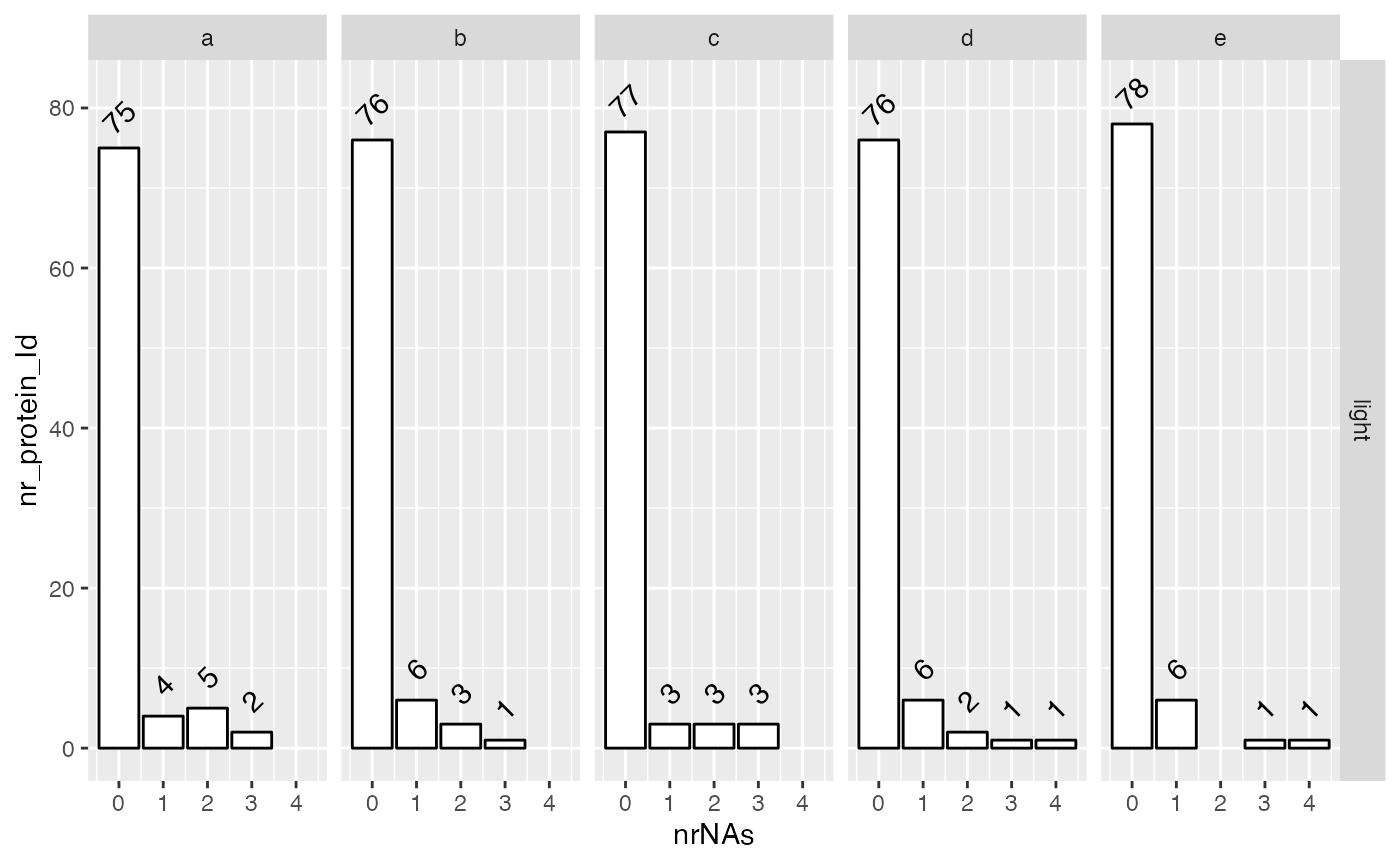 a b c d e
light
nr_protein_Id
80
60
40
20
0
75 4 5 2
76 6 3 1
77 3 3 3
76 6 2 1 1
78 6 1 1
0 1 2 3 4 0 1 2 3 4 0 1 2 3 4 0 1 2 3 4 0 1 2 3 4
nrNAs